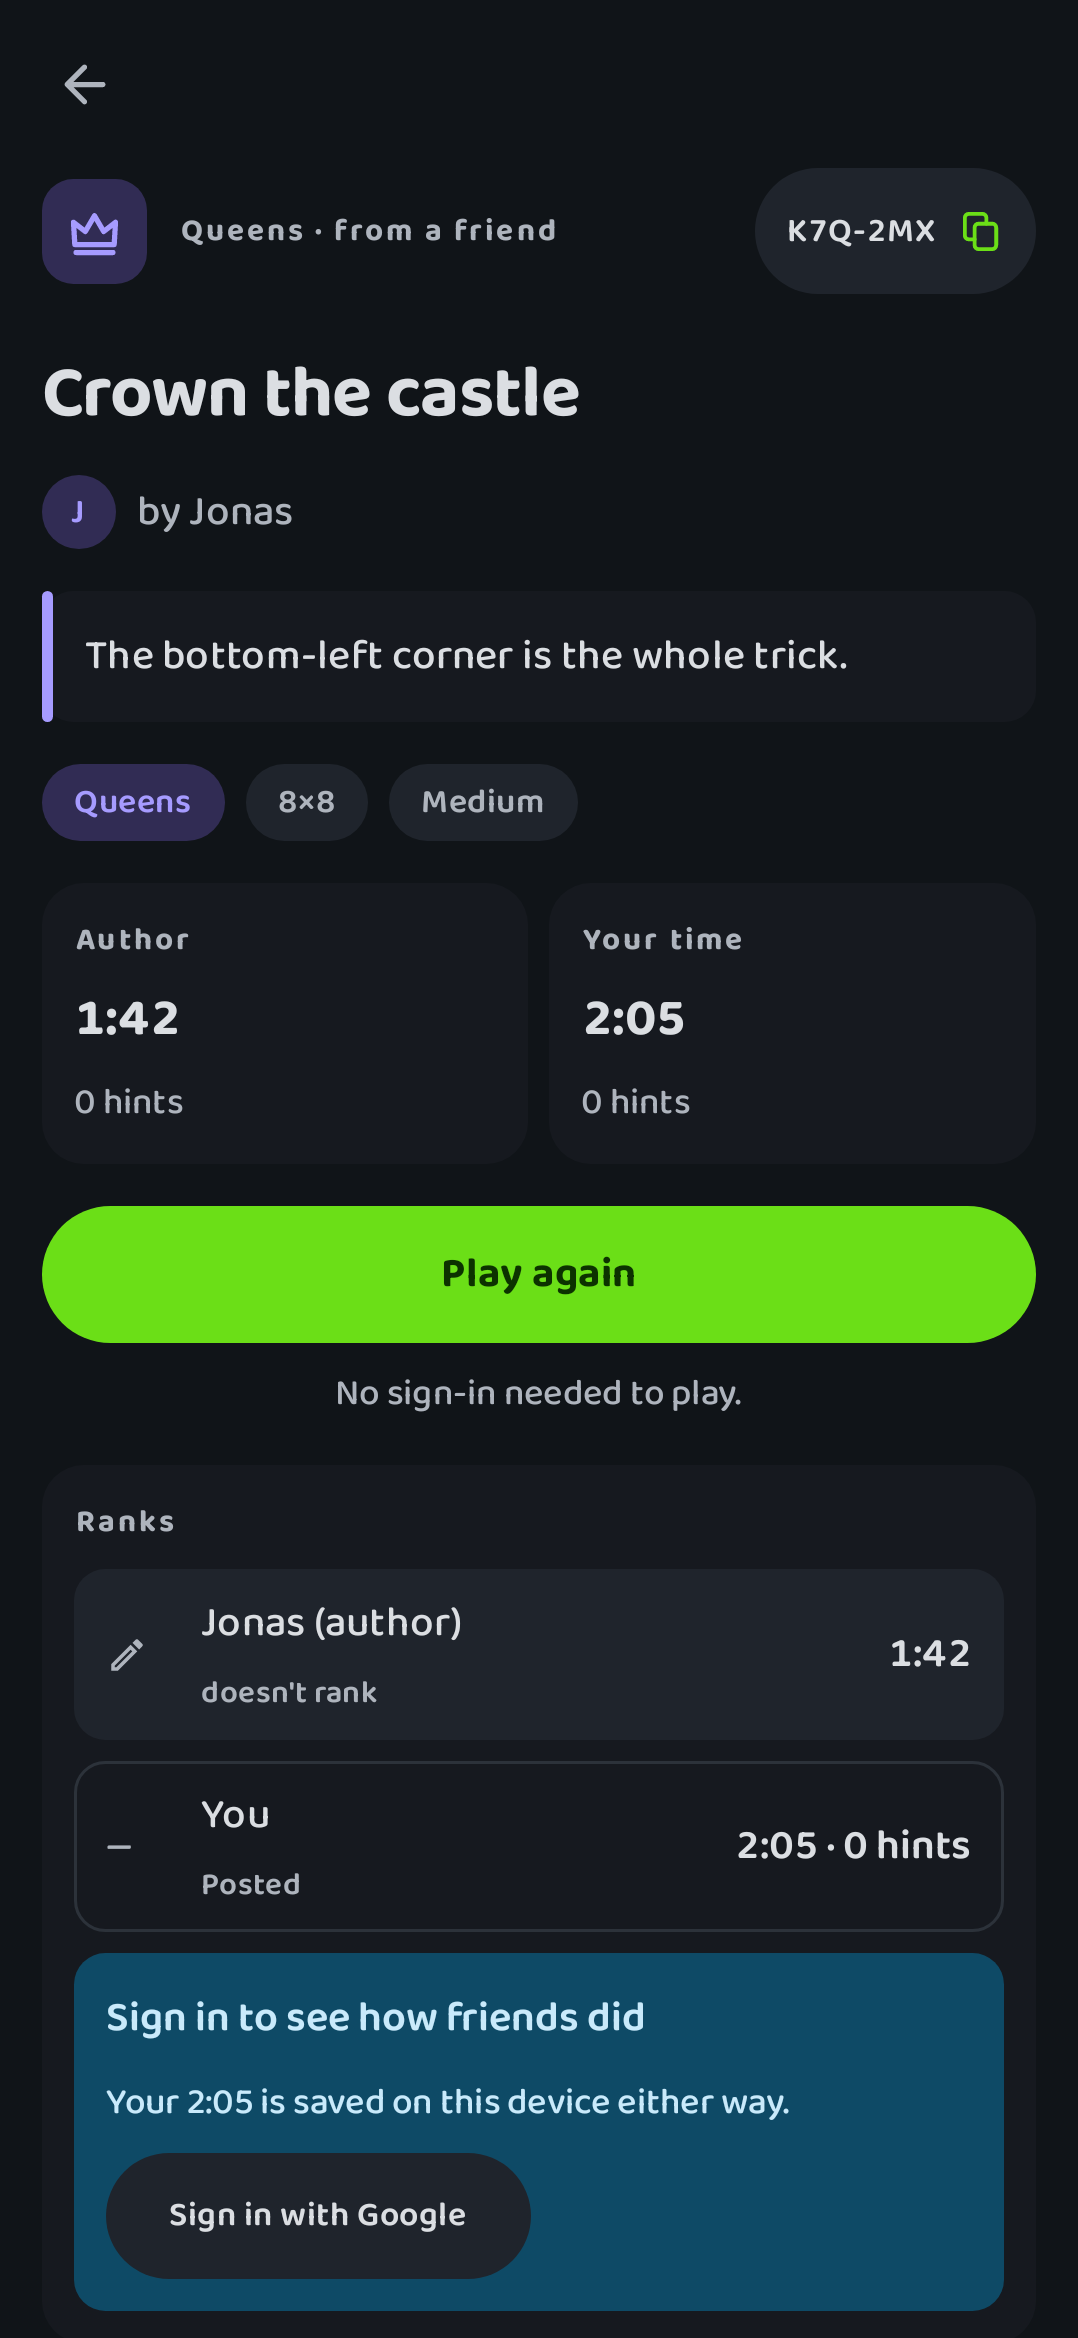 Queens · from a friend
K7Q-2MX
Crown the castle
J
by Jonas
The bottom-left corner is the whole trick.
Queens
8×8
Medium
Author
1:42
0 hints
Your time
2:05
0 hints
Play again
No sign-in needed to play.
Ranks
Jonas (author)
doesn't rank
1:42
–
You
Posted
2:05 · 0 hints
Sign in to see how friends did
Your 2:05 is saved on this device either way.
Sign in with Google